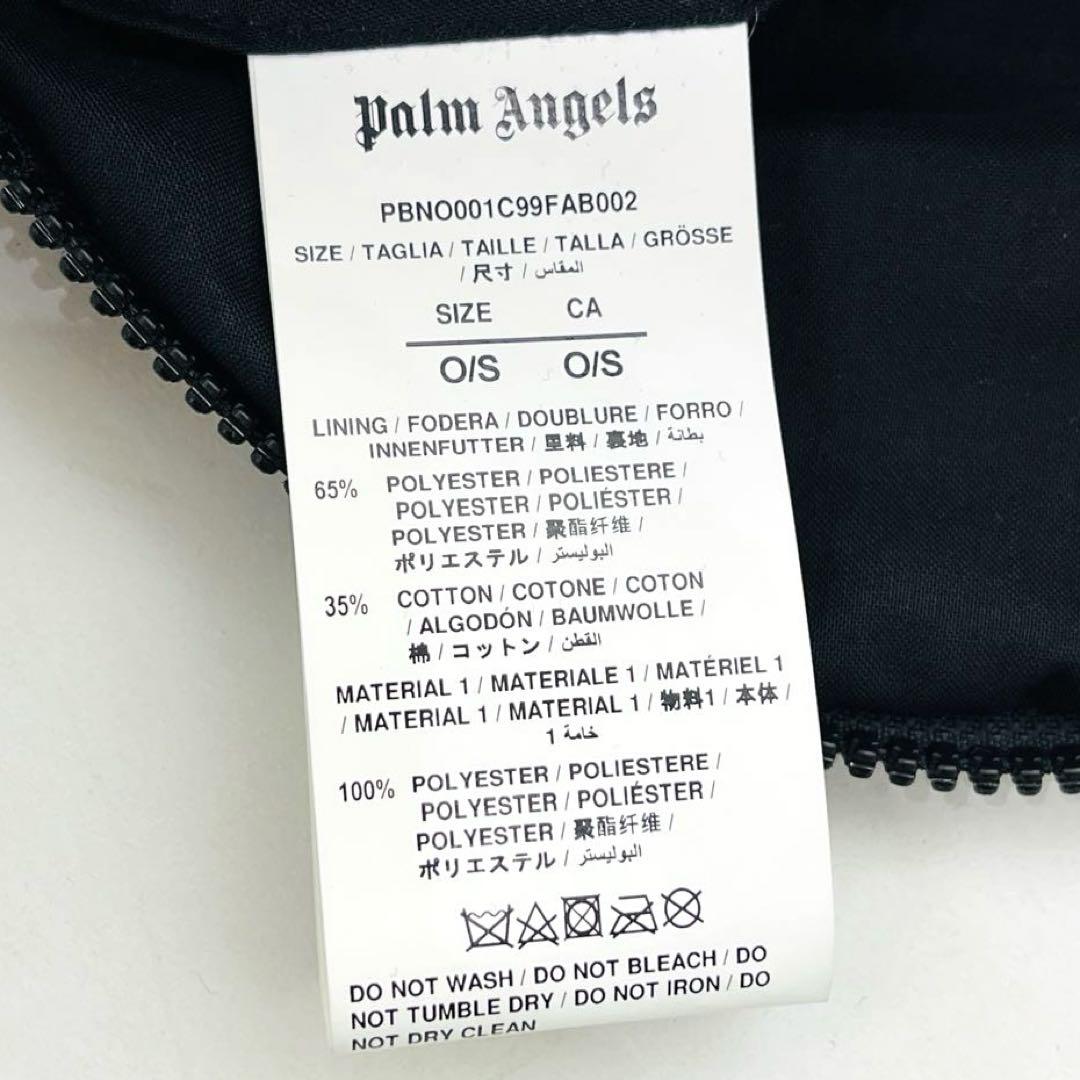 Palm Angels
PBNO001C99FAB002
SIZE / TAGLIA / TAILLE / TALLA / GRÖSSE
/ 尺寸 / المقاس
SIZE CA
O/S O/S
LINING / FODERA / DOUBLURE / FORRO /
INNENFUTTER / 里料 / 裏地 / بطانة
65% POLYESTER / POLIESTERE /
POLYESTER / POLIÉSTER /
POLYESTER / 聚酯纤维 /
ポリエステル / البوليستر
35% COTTON / COTONE / COTON
/ ALGODÓN / BAUMWOLLE /
棉 / コットン / القطن
MATERIAL 1 / MATERIALE 1 / MATÉRIEL 1
/ MATERIAL 1 / MATERIAL 1 / 物料1 / 本体 /
خامة 1
100% POLYESTER / POLIESTERE /
POLYESTER / POLIÉSTER /
POLYESTER / 聚酯纤维 /
ポリエステル / البوليستر
DO NOT WASH / DO NOT BLEACH / DO
NOT TUMBLE DRY / DO NOT IRON / DO
NOT DRY CLEAN